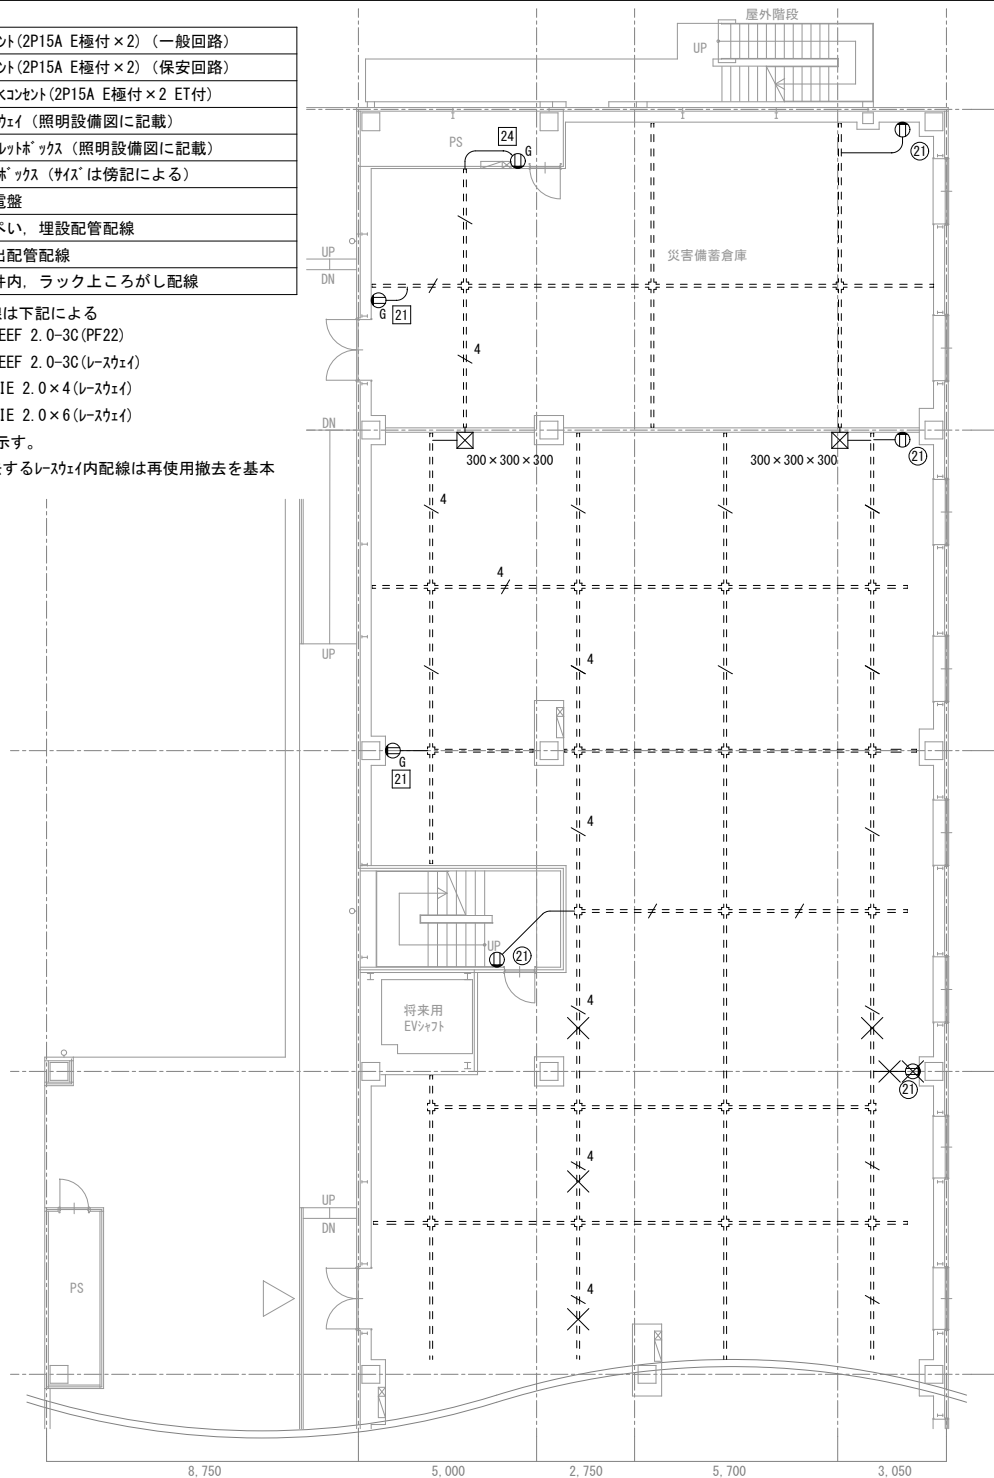 屋外階段
UP
ント(2P15A E極付×2) (一般回路)
ント(2P15A E極付×2) (保安回路)
水コンセント(2P15A E極付×2 ET付)
ウェイ (照明設備図に記載)
レットボックス (照明設備図に記載)
ボックス (サイズは傍記による)
電盤
ぺい, 埋設配管配線
出配管配線
井内, ラック上ころがし配線
線は下記による
EEF 2.0-3C(PF22)
EEF 2.0-3C(レースウェイ)
IE 2.0×4(レースウェイ)
IE 2.0×6(レースウェイ)
示す。
とするレースウェイ内配線は再使用撤去を基本
PS
24
G
21
災害備蓄倉庫
UP
DN
G
21
4
DN
300×300×300
300×300×300
21
4
4
UP
4
G
21
4
UP
21
将来用
EVシャフト
4
21
4
UP
DN
PS
4
8,750
5,000
2,750
5,700
3,050